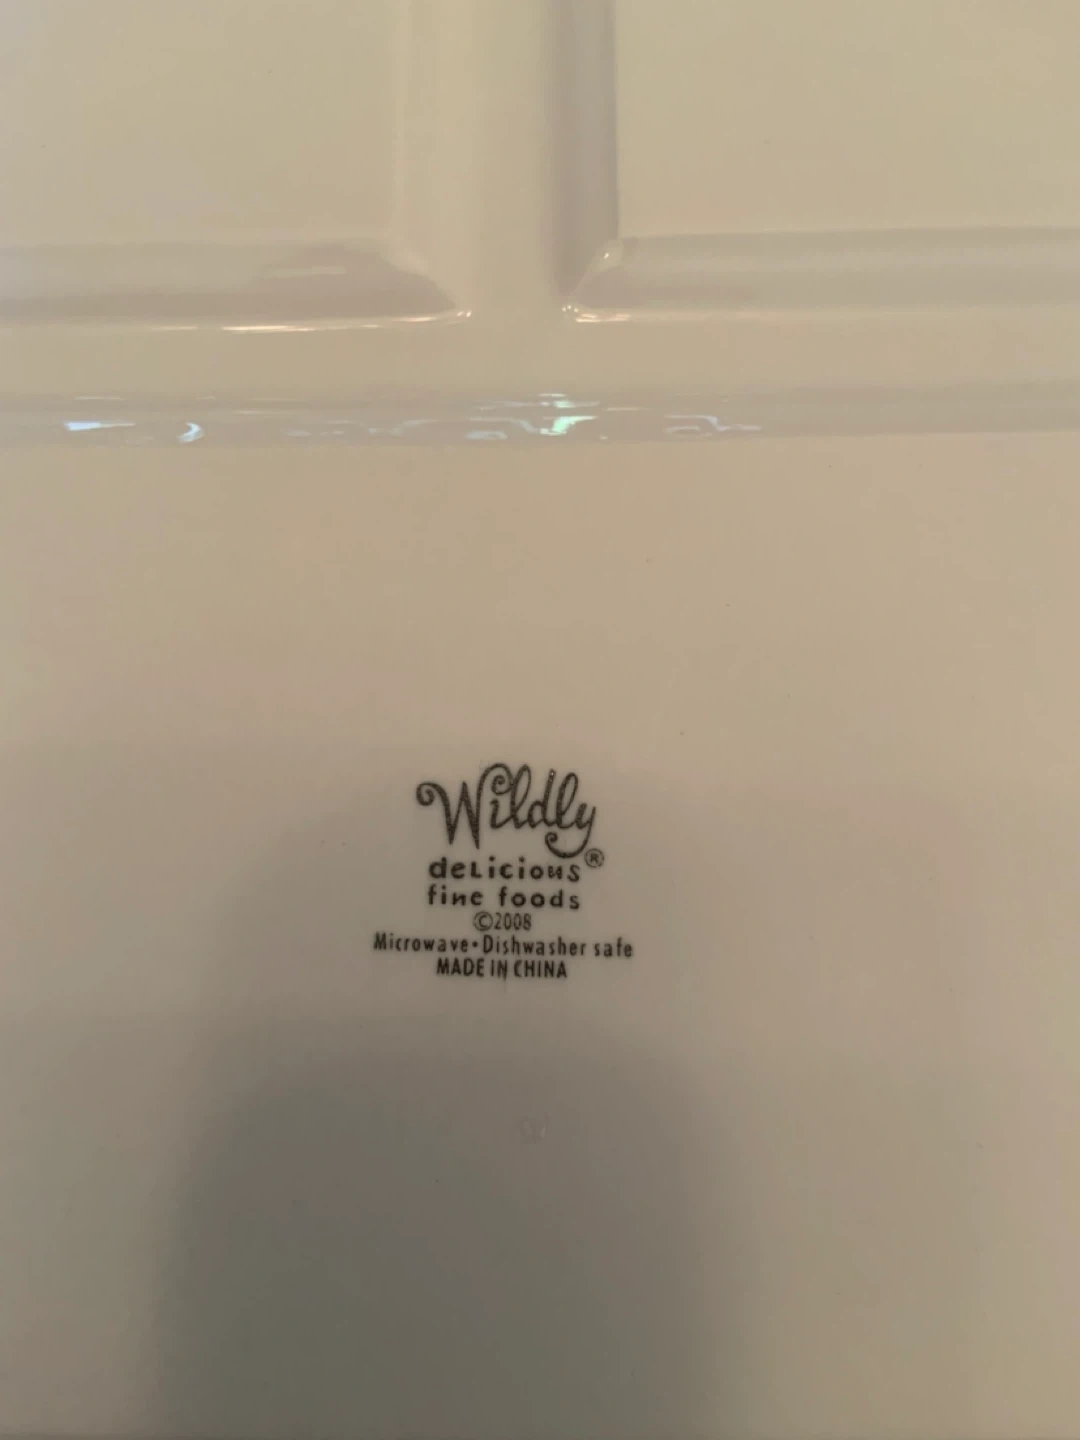 Wildly
deLicious®
fine foods
©2008
Microwave•Dishwasher safe
MADE IN CHINA